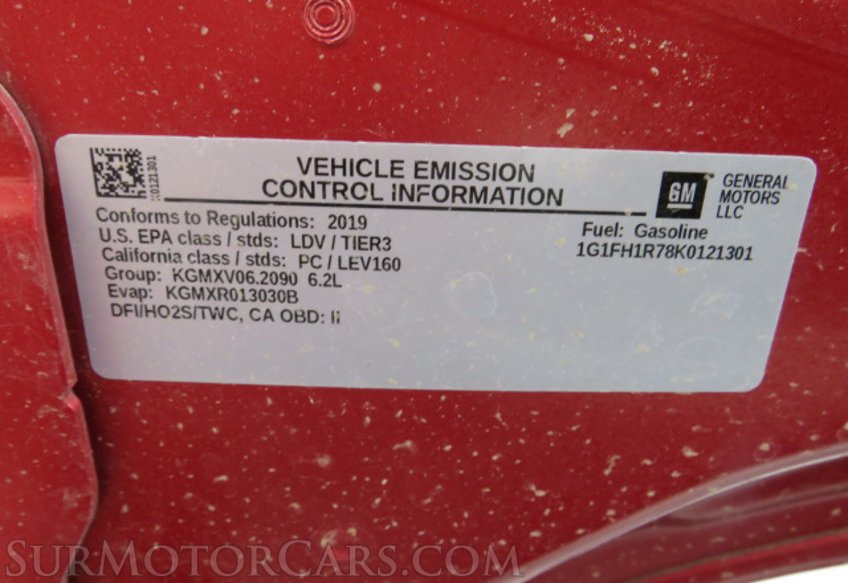 K0121301
VEHICLE EMISSION
CONTROL INFORMATION
GM
GENERAL
MOTORS
LLC
Conforms to Regulations: 2019
U.S. EPA class / stds: LDV / TIER3
California class / stds: PC / LEV160
Group: KGMXV06.2090 6.2L
Evap: KGMXR013030B
DFI/HO2S/TWC, CA OBD: II
Fuel: Gasoline
1G1FH1R78K0121301
SurMotorCars.com